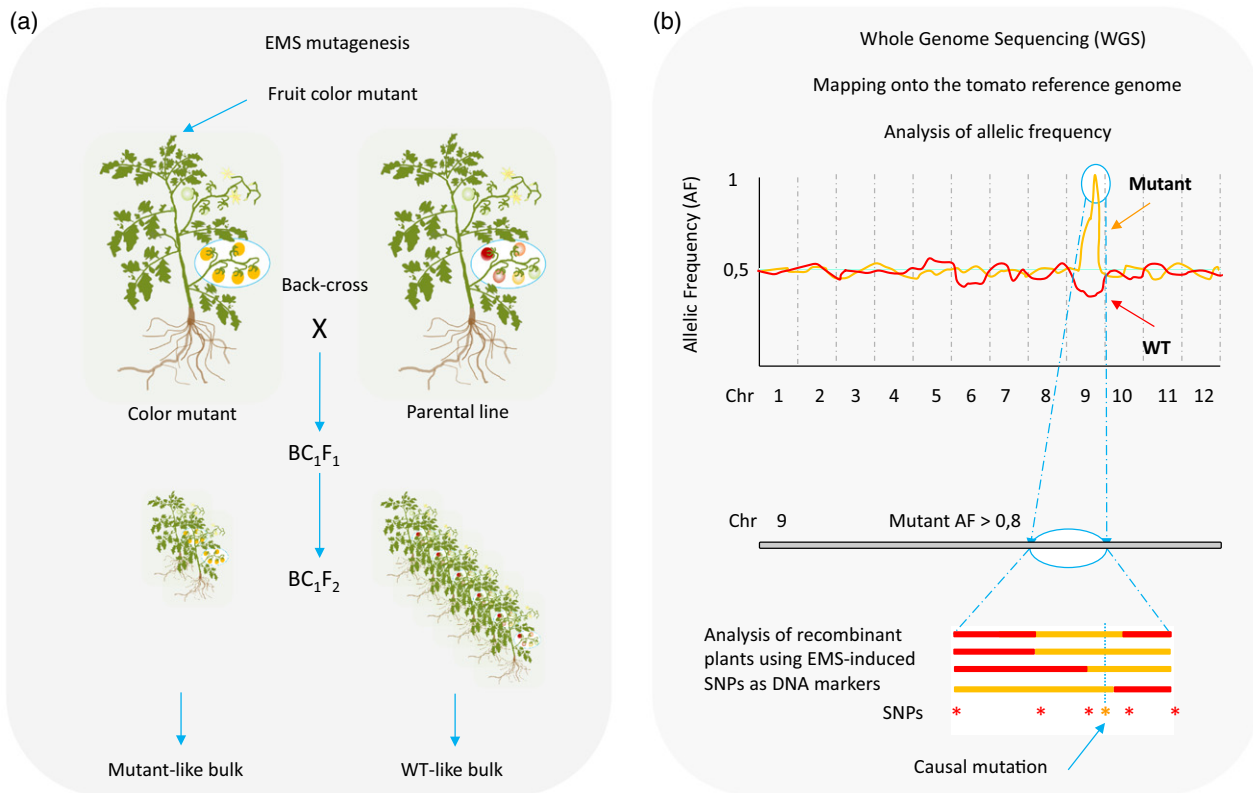 (a)
EMS mutagenesis
Fruit color mutant
Back-cross
X
Color mutant
Parental line
BC₁F₁
BC₁F₂
Mutant-like bulk
WT-like bulk
(b)
Whole Genome Sequencing (WGS)
Mapping onto the tomato reference genome
Analysis of allelic frequency
Allelic Frequency (AF)
1
0,5
0
Mutant
WT
Chr 1 2 3 4 5 6 7 8 9 10 11 12
Chr 9
Mutant AF > 0,8
Analysis of recombinant
plants using EMS-induced
SNPs as DNA markers
SNPs * * * * * *
Causal mutation